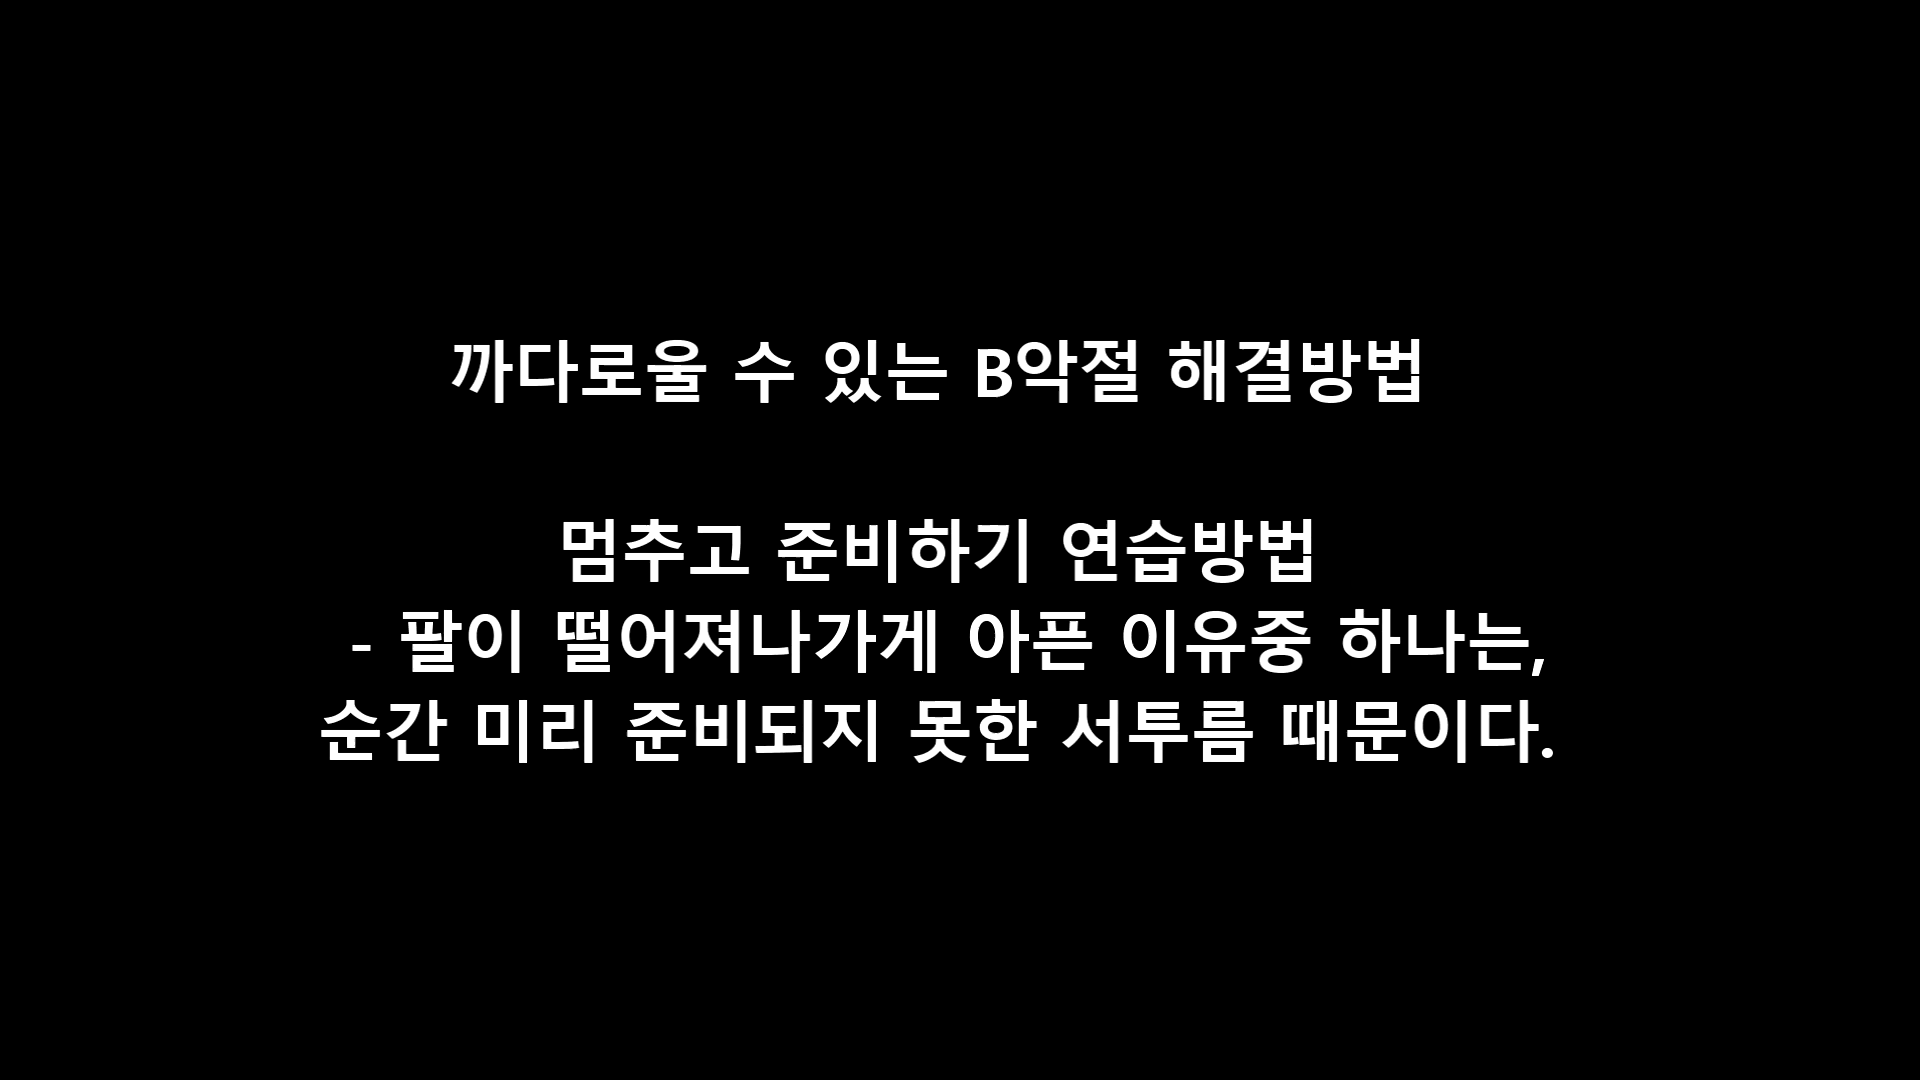 까다로울 수 있는 B악절 해결방법
멈추고 준비하기 연습방법
- 팔이 떨어져나가게 아픈 이유중 하나는,
순간 미리 준비되지 못한 서투름 때문이다.